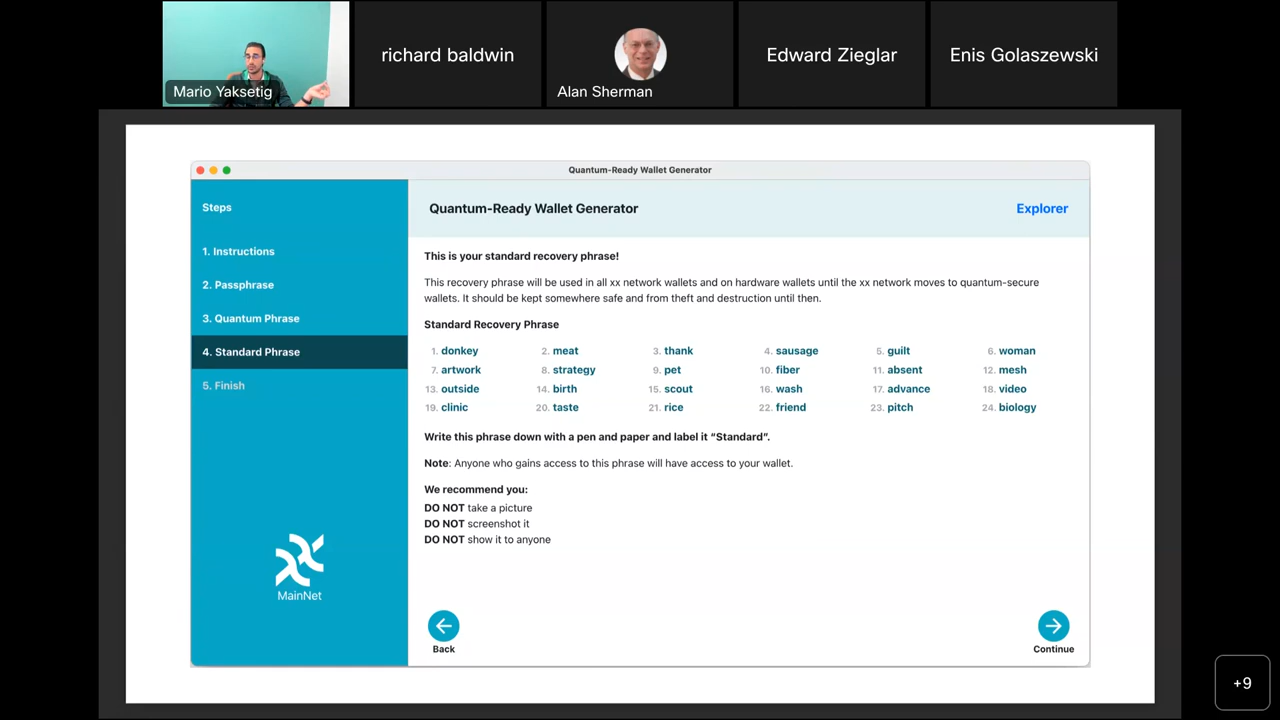 Mario Yaksetig
richard baldwin
Alan Sherman
Edward Zieglar
Enis Golaszewski
Quantum-Ready Wallet Generator
Steps
1. Instructions
2. Passphrase
3. Quantum Phrase
4. Standard Phrase
5. Finish
MainNet
Quantum-Ready Wallet Generator
Explorer
This is your standard recovery phrase!
This recovery phrase will be used in all xx network wallets and on hardware wallets until the xx network moves to quantum-secure
wallets. It should be kept somewhere safe and from theft and destruction until then.
Standard Recovery Phrase
1. donkey 2. meat 3. thank 4. sausage 5. guilt 6. woman
7. artwork 8. strategy 9. pet 10. fiber 11. absent 12. mesh
13. outside 14. birth 15. scout 16. wash 17. advance 18. video
19. clinic 20. taste 21. rice 22. friend 23. pitch 24. biology
Write this phrase down with a pen and paper and label it “Standard”.
Note: Anyone who gains access to this phrase will have access to your wallet.
We recommend you:
DO NOT take a picture
DO NOT screenshot it
DO NOT show it to anyone
Back
Continue
+9